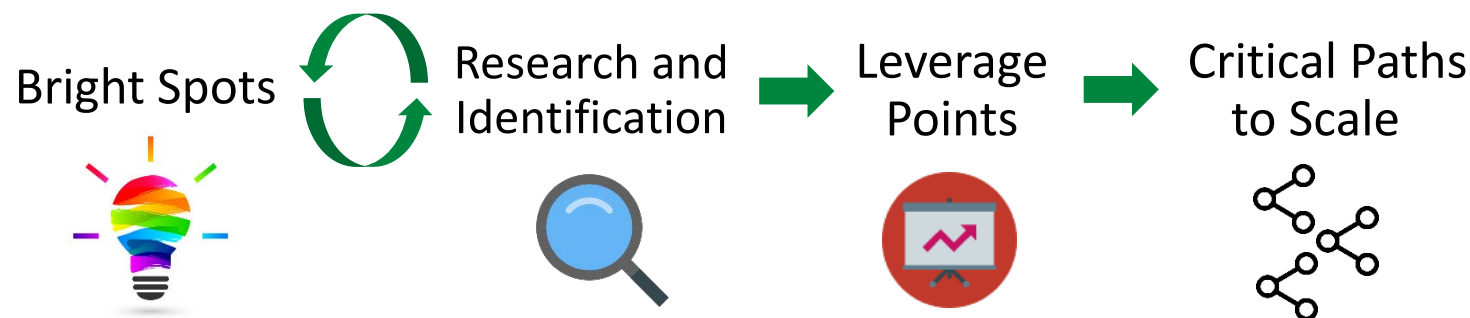 Bright Spots
Research and
Identification
Leverage
Points
Critical Paths
to Scale